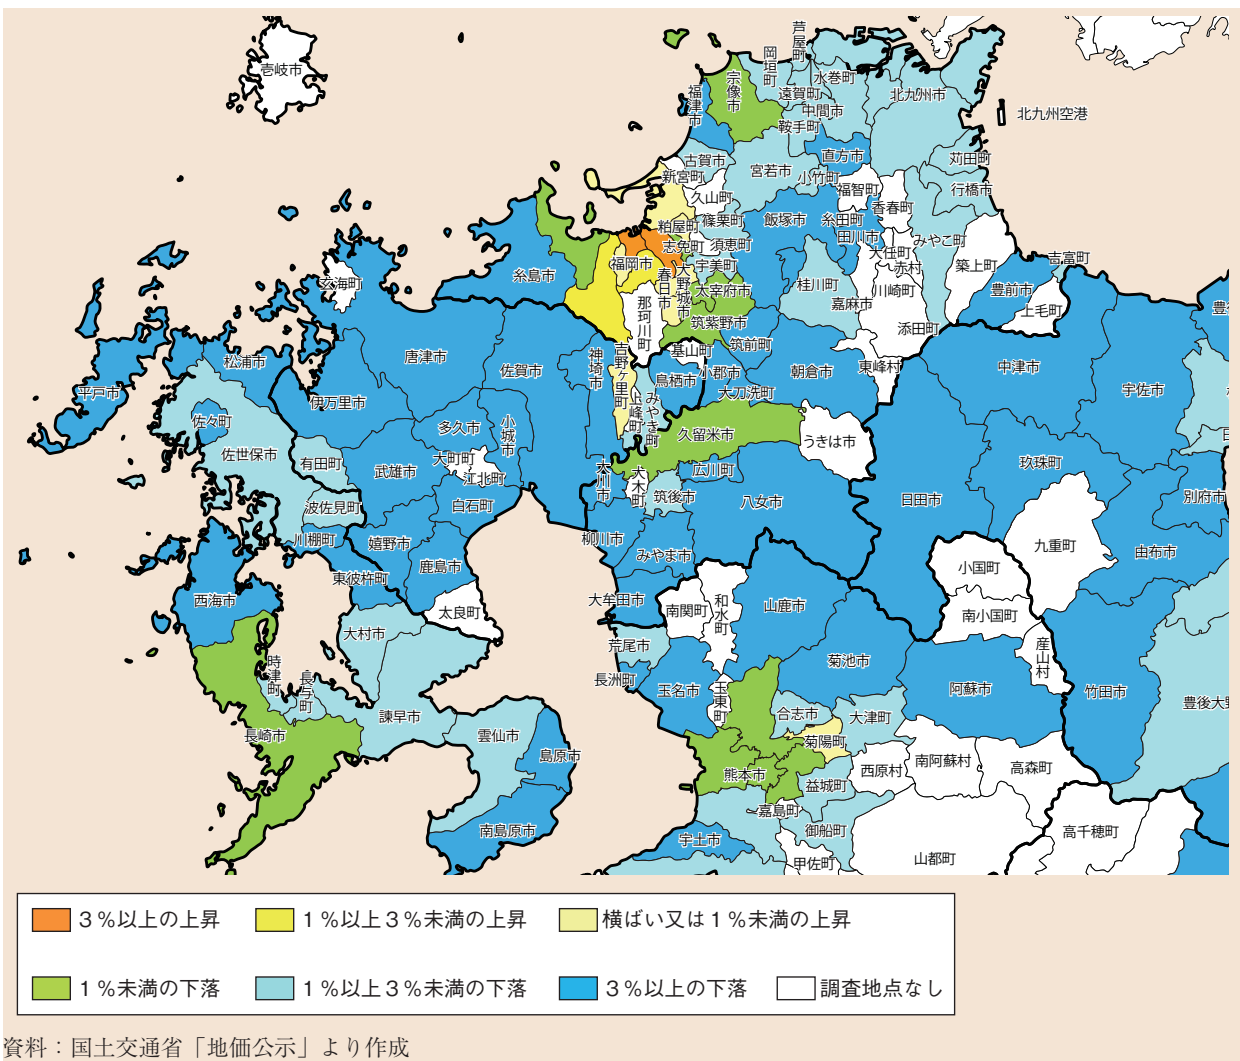 壱岐市
芦屋町
岡垣町
宗像市
水巻町
遠賀町
中間市
北九州市
福津市
北九州空港
鞍手町
古賀市
直方市
苅田町
新宮町
宮若市
小竹町
福智町
行橋市
久山町
香春町
粕屋町
篠栗町
飯塚市
糸田町
志免町
須恵町
田川市
みやこ町
大任町
赤村
築上町
吉富町
福岡市
宇美町
糸島市
玄海町
春日市
大野城市
太宰府市
桂川町
川崎町
豊前市
上毛町
嘉麻市
那珂川町
筑紫野市
添田町
吉野ヶ里町
基山町
筑前町
唐津市
佐賀市
神埼市
松浦市
鳥栖市
小郡市
朝倉市
東峰村
中津市
平戸市
大刀洗町
宇佐市
伊万里市
上峰町
みやき町
佐々町
多久市
小城市
久留米市
うきは市
佐世保市
有田町
大町町
武雄市
江北町
大川市
大木町
広川町
玖珠町
波佐見町
白石町
筑後市
八女市
日田市
別府市
川棚町
嬉野市
柳川市
みやま市
九重町
由布市
東彼杵町
鹿島市
小国町
西海市
太良町
大牟田市
南関町
和水町
山鹿市
南小国町
大村市
荒尾市
産山村
時津町
長与町
長洲町
玉名市
玉東町
菊池市
阿蘇市
竹田市
諫早市
合志市
大津町
豊後大野
長崎市
雲仙市
菊陽町
島原市
熊本市
西原村
南阿蘇村
高森町
益城町
嘉島町
南島原市
宇土市
御船町
高千穂町
甲佐町
山都町
3％以上の上昇
1％以上3％未満の上昇
横ばい又は1％未満の上昇
1％未満の下落
1％以上3％未満の下落
3％以上の下落
調査地点なし
資料：国土交通省「地価公示」より作成